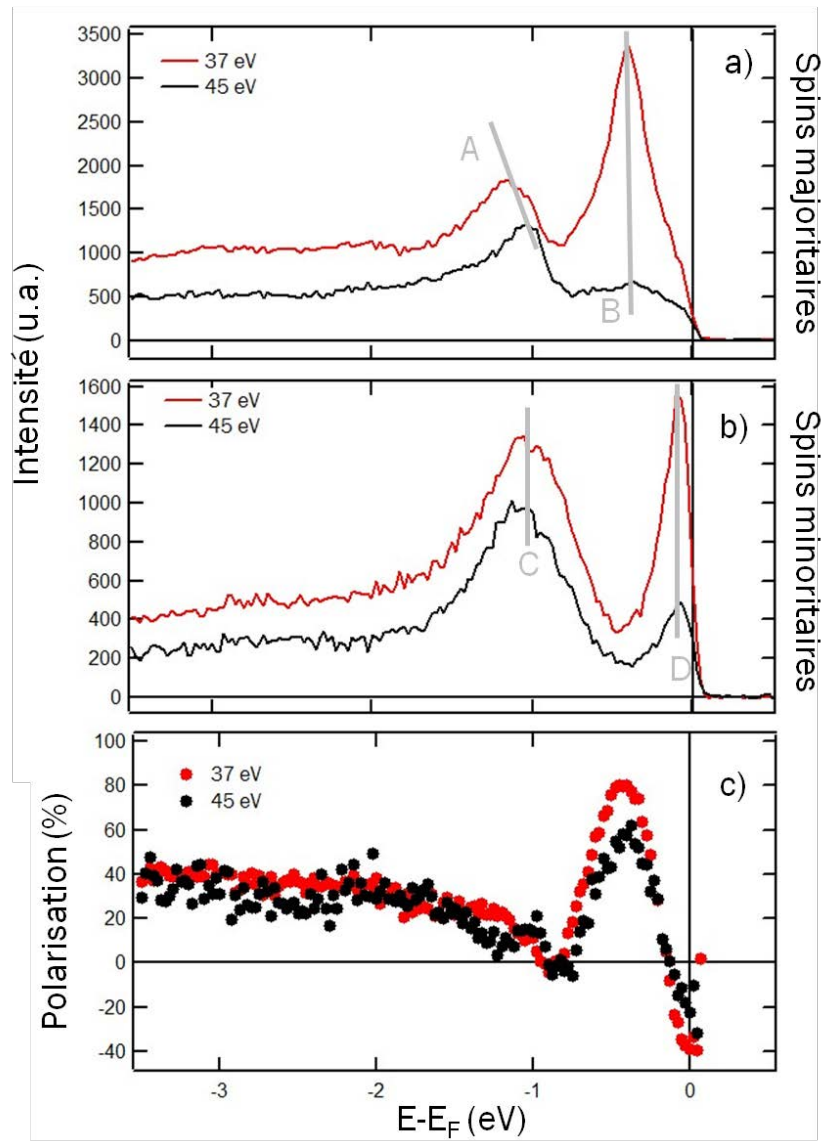 3500
3000
2500
2000
1500
1000
500
0
37 eV
45 eV
a)
A
B
Spins majoritaires
Intensité (u.a.)
1600
1400
1200
1000
800
600
400
200
0
37 eV
45 eV
b)
C
D
Spins minoritaires
100
80
60
40
20
0
-20
-40
37 eV
45 eV
c)
Polarisation (%)
-3 -2 -1 0
E-EF (eV)